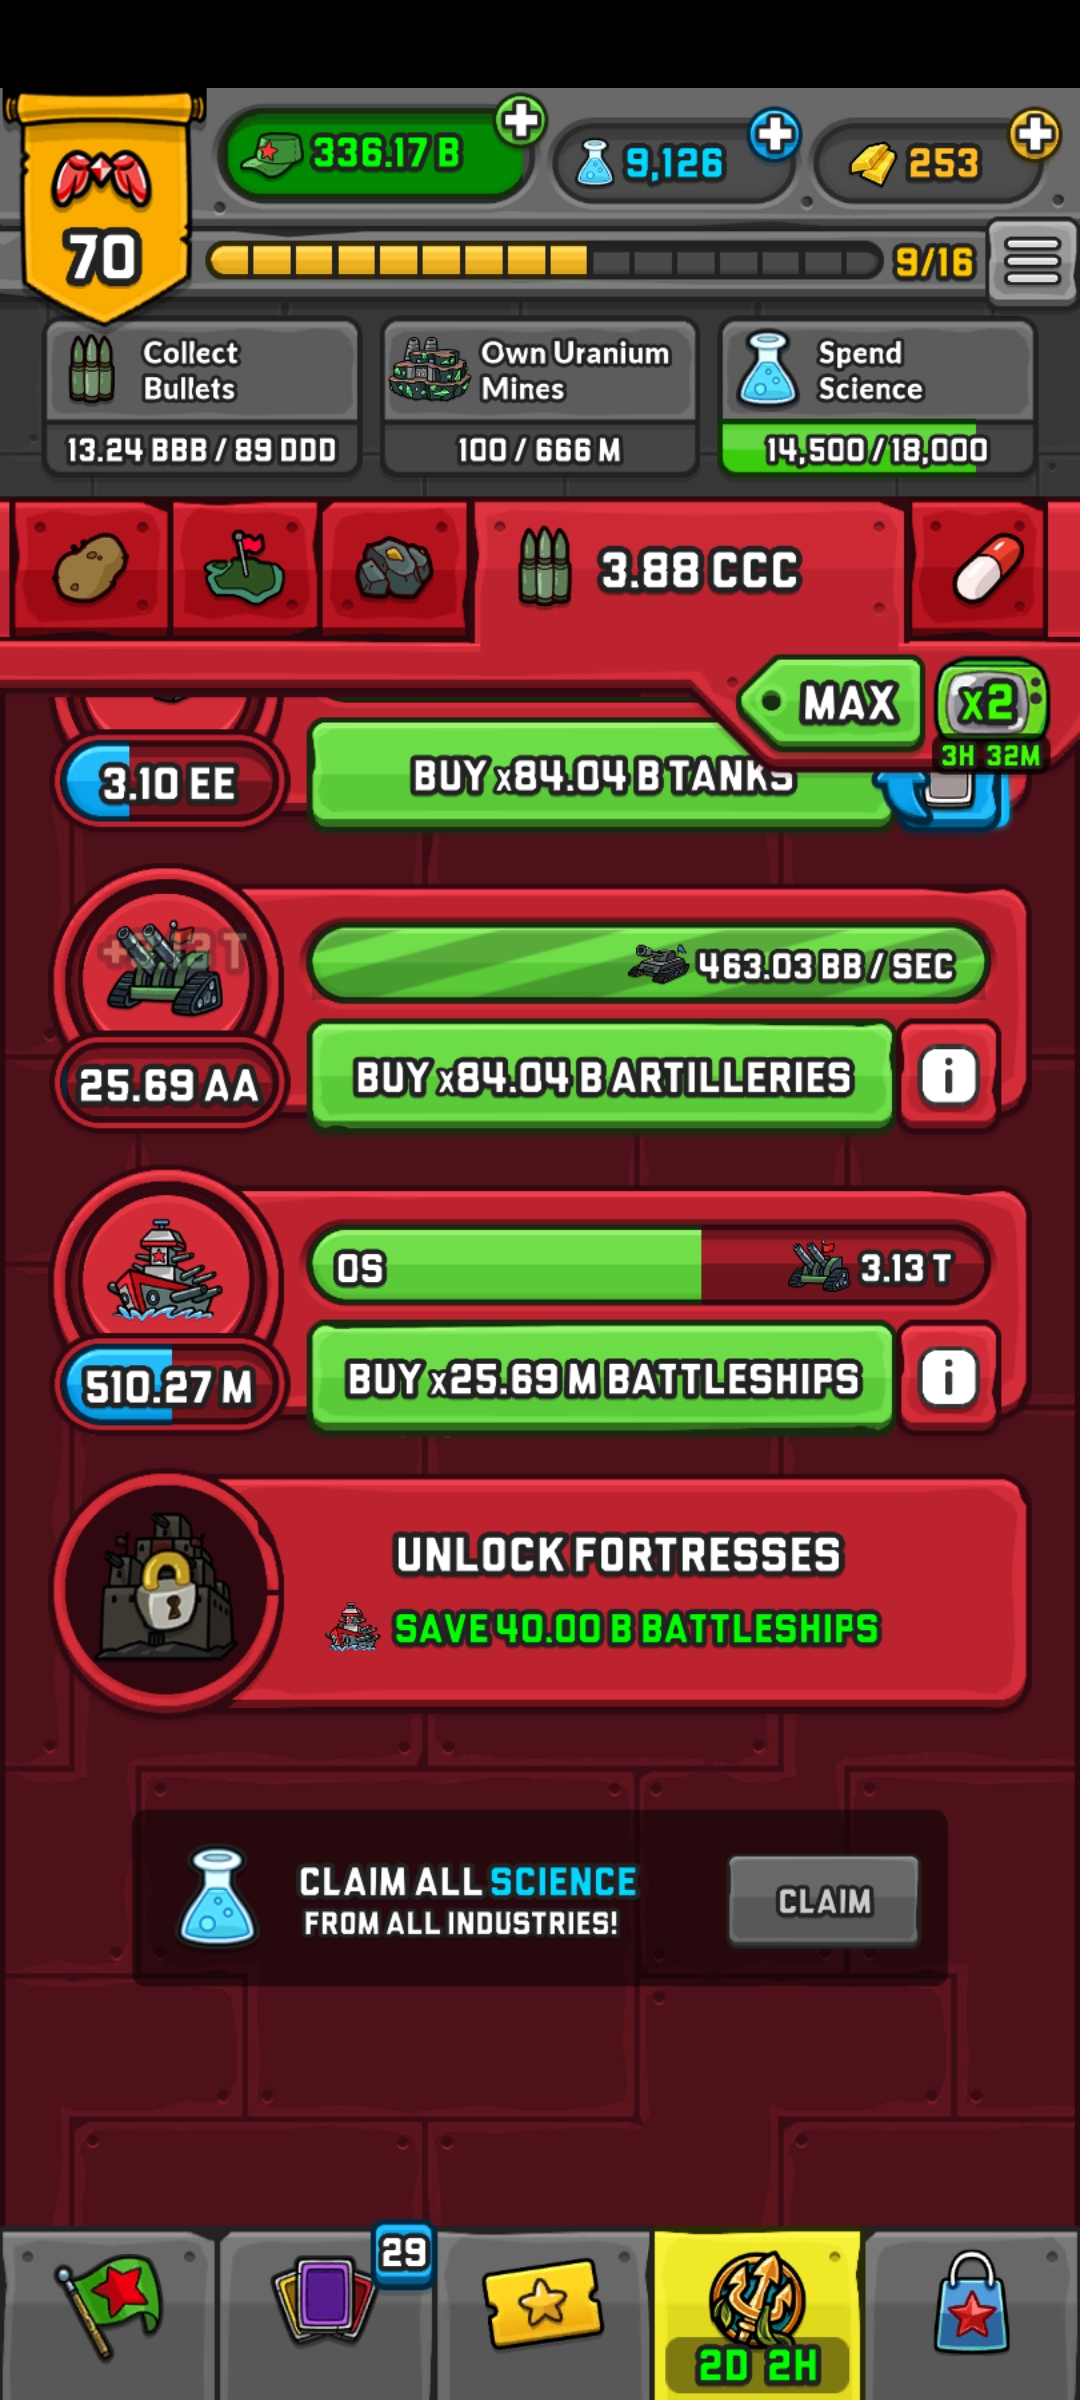 336.17 B
9,126
253
70
9/16
Collect
Bullets
Own Uranium
Mines
Spend
Science
13.24 BBB / 89 DDD
100 / 666 M
14,500/18,000
3.88 CCC
MAX
x2
3H 32M
3.10 EE
BUY x84.04 B TANKS
463.03 BB / SEC
25.69 AA
BUY x84.04 B ARTILLERIES
0S
3.13 T
510.27 M
BUY x25.69 M BATTLESHIPS
UNLOCK FORTRESSES
SAVE 40.00 B BATTLESHIPS
CLAIM ALL SCIENCE
FROM ALL INDUSTRIES!
CLAIM
29
2D 2H